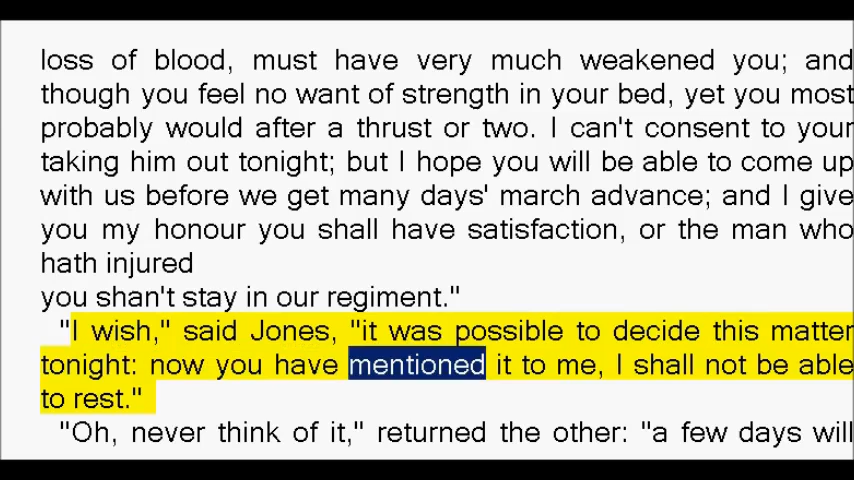 loss of blood, must have very much weakened you; and
though you feel no want of strength in your bed, yet you most
probably would after a thrust or two. I can't consent to your
taking him out tonight; but I hope you will be able to come up
with us before we get many days' march advance; and I give
you my honour you shall have satisfaction, or the man who
hath injured
you shan't stay in our regiment."
"I wish," said Jones, "it was possible to decide this matter
tonight: now you have mentioned it to me, I shall not be able
to rest."
"Oh, never think of it," returned the other: "a few days will